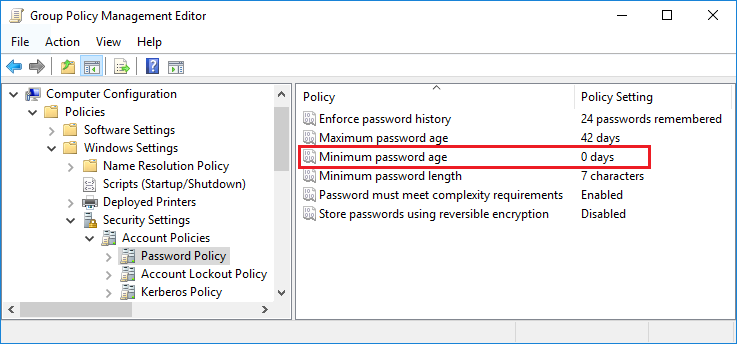 Group Policy Management Editor
File Action View Help
Computer Configuration
Policies
Software Settings
Windows Settings
Name Resolution Policy
Scripts (Startup/Shutdown)
Deployed Printers
Security Settings
Account Policies
Password Policy
Account Lockout Policy
Kerberos Policy
Policy Policy Setting
Enforce password history 24 passwords remembered
Maximum password age 42 days
Minimum password age 0 days
Minimum password length 7 characters
Password must meet complexity requirements Enabled
Store passwords using reversible encryption Disabled